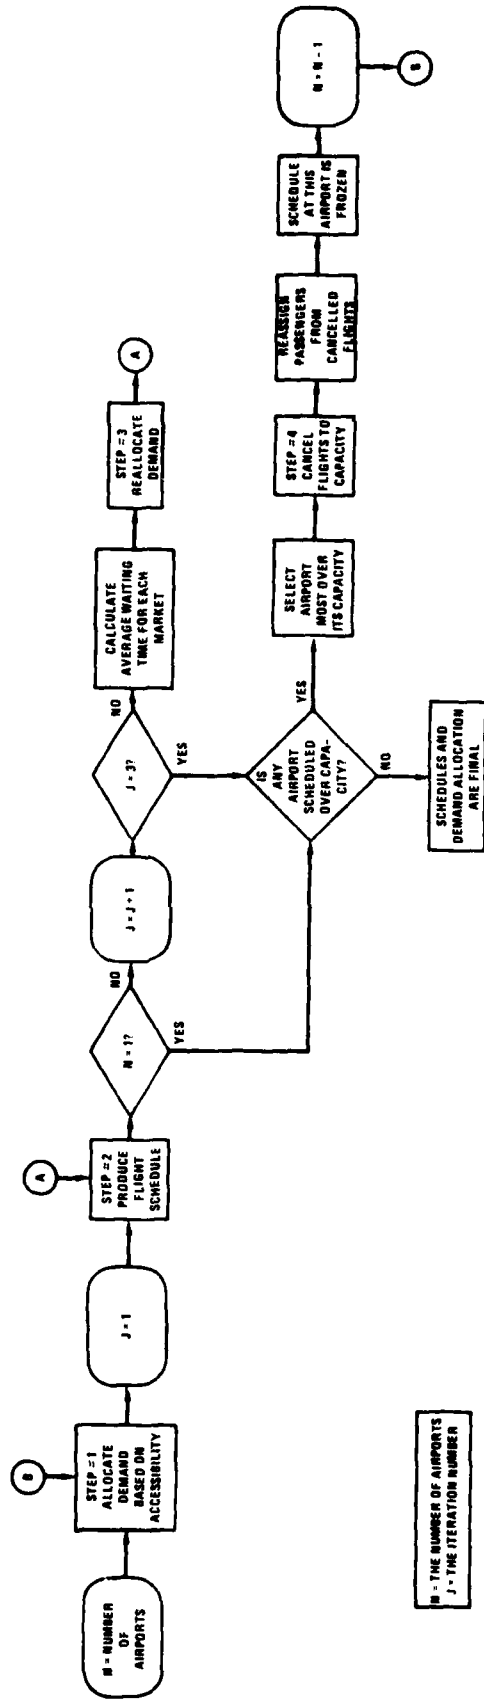 N = NUMBER
OF
AIRPORTS
B
STEP =1
ALLOCATE
DEMAND
BASED ON
ACCESSIBILITY
J = 1
A
STEP =2
PRODUCE
FLIGHT
SCHEDULE
N = 1?
NO
YES
J = J + 1
J = 3?
NO
YES
CALCULATE
AVERAGE WAITING
TIME FOR EACH
MARKET
STEP =3
REALLOCATE
DEMAND
A
IS
ANY
AIRPORT
SCHEDULED
OVER CAPA-
CITY?
YES
NO
SCHEDULES AND
DEMAND ALLOCATION
ARE FINAL
SELECT
AIRPORT
MOST OVER
ITS CAPACITY
STEP =4
CANCEL
FLIGHTS TO
CAPACITY
REASSIGN
PASSENGERS
FROM
CANCELLED
FLIGHTS
SCHEDULE
AT THIS
AIRPORT IS
FROZEN
N = N - 1
B
N = THE NUMBER OF AIRPORTS
J = THE ITERATION NUMBER